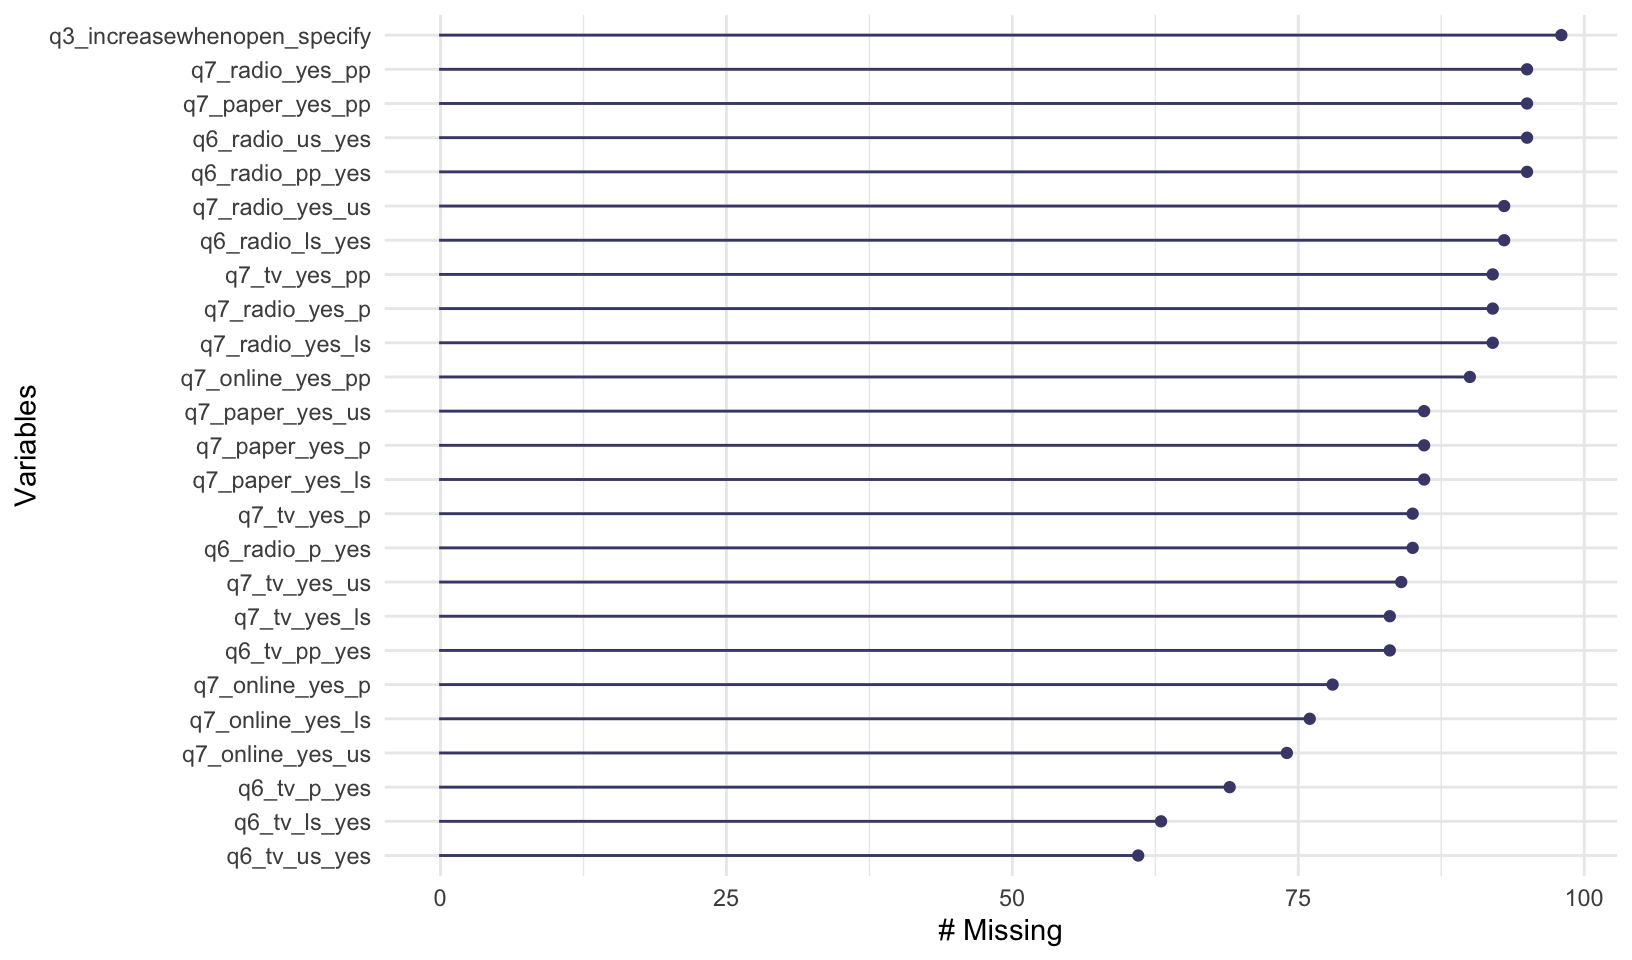 q3_increasewhenopen_specify
q7_radio_yes_pp
q7_paper_yes_pp
q6_radio_us_yes
q6_radio_pp_yes
q7_radio_yes_us
q6_radio_ls_yes
q7_tv_yes_pp
q7_radio_yes_p
q7_radio_yes_ls
q7_online_yes_pp
q7_paper_yes_us
q7_paper_yes_p
q7_paper_yes_ls
q7_tv_yes_p
q6_radio_p_yes
q7_tv_yes_us
q7_tv_yes_ls
q6_tv_pp_yes
q7_online_yes_p
q7_online_yes_ls
q7_online_yes_us
q6_tv_p_yes
q6_tv_ls_yes
q6_tv_us_yes
Variables
0 25 50 75 100
# Missing